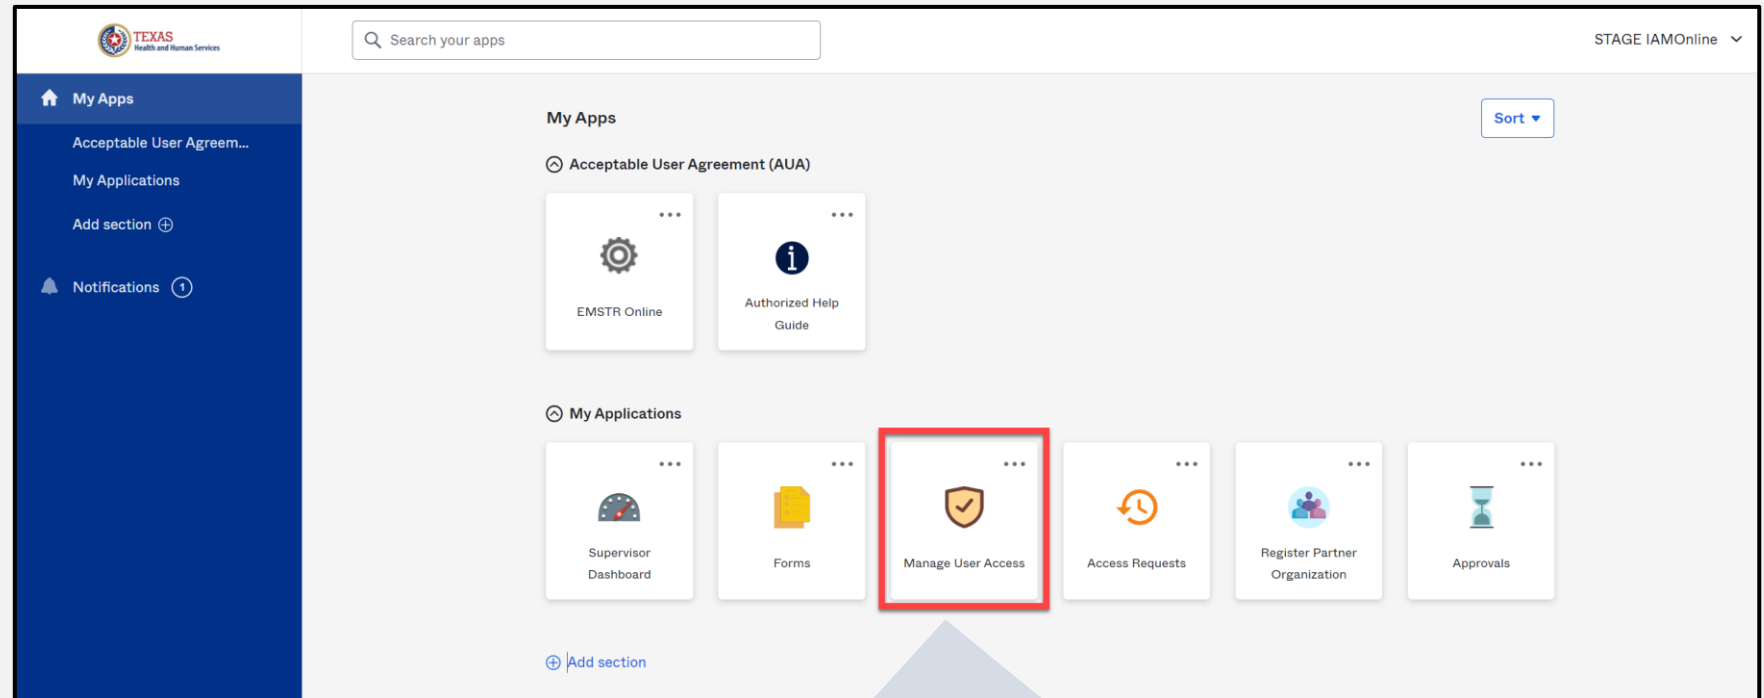 TEXAS
Health and Human Services
Search your apps
STAGE IAMOnline
My Apps
Acceptable User Agreem...
My Applications
Add section
Notifications 1
My Apps
Sort
Acceptable User Agreement (AUA)
EMSTR Online
Authorized Help
Guide
My Applications
Supervisor
Dashboard
Forms
Manage User Access
Access Requests
Register Partner
Organization
Approvals
Add section